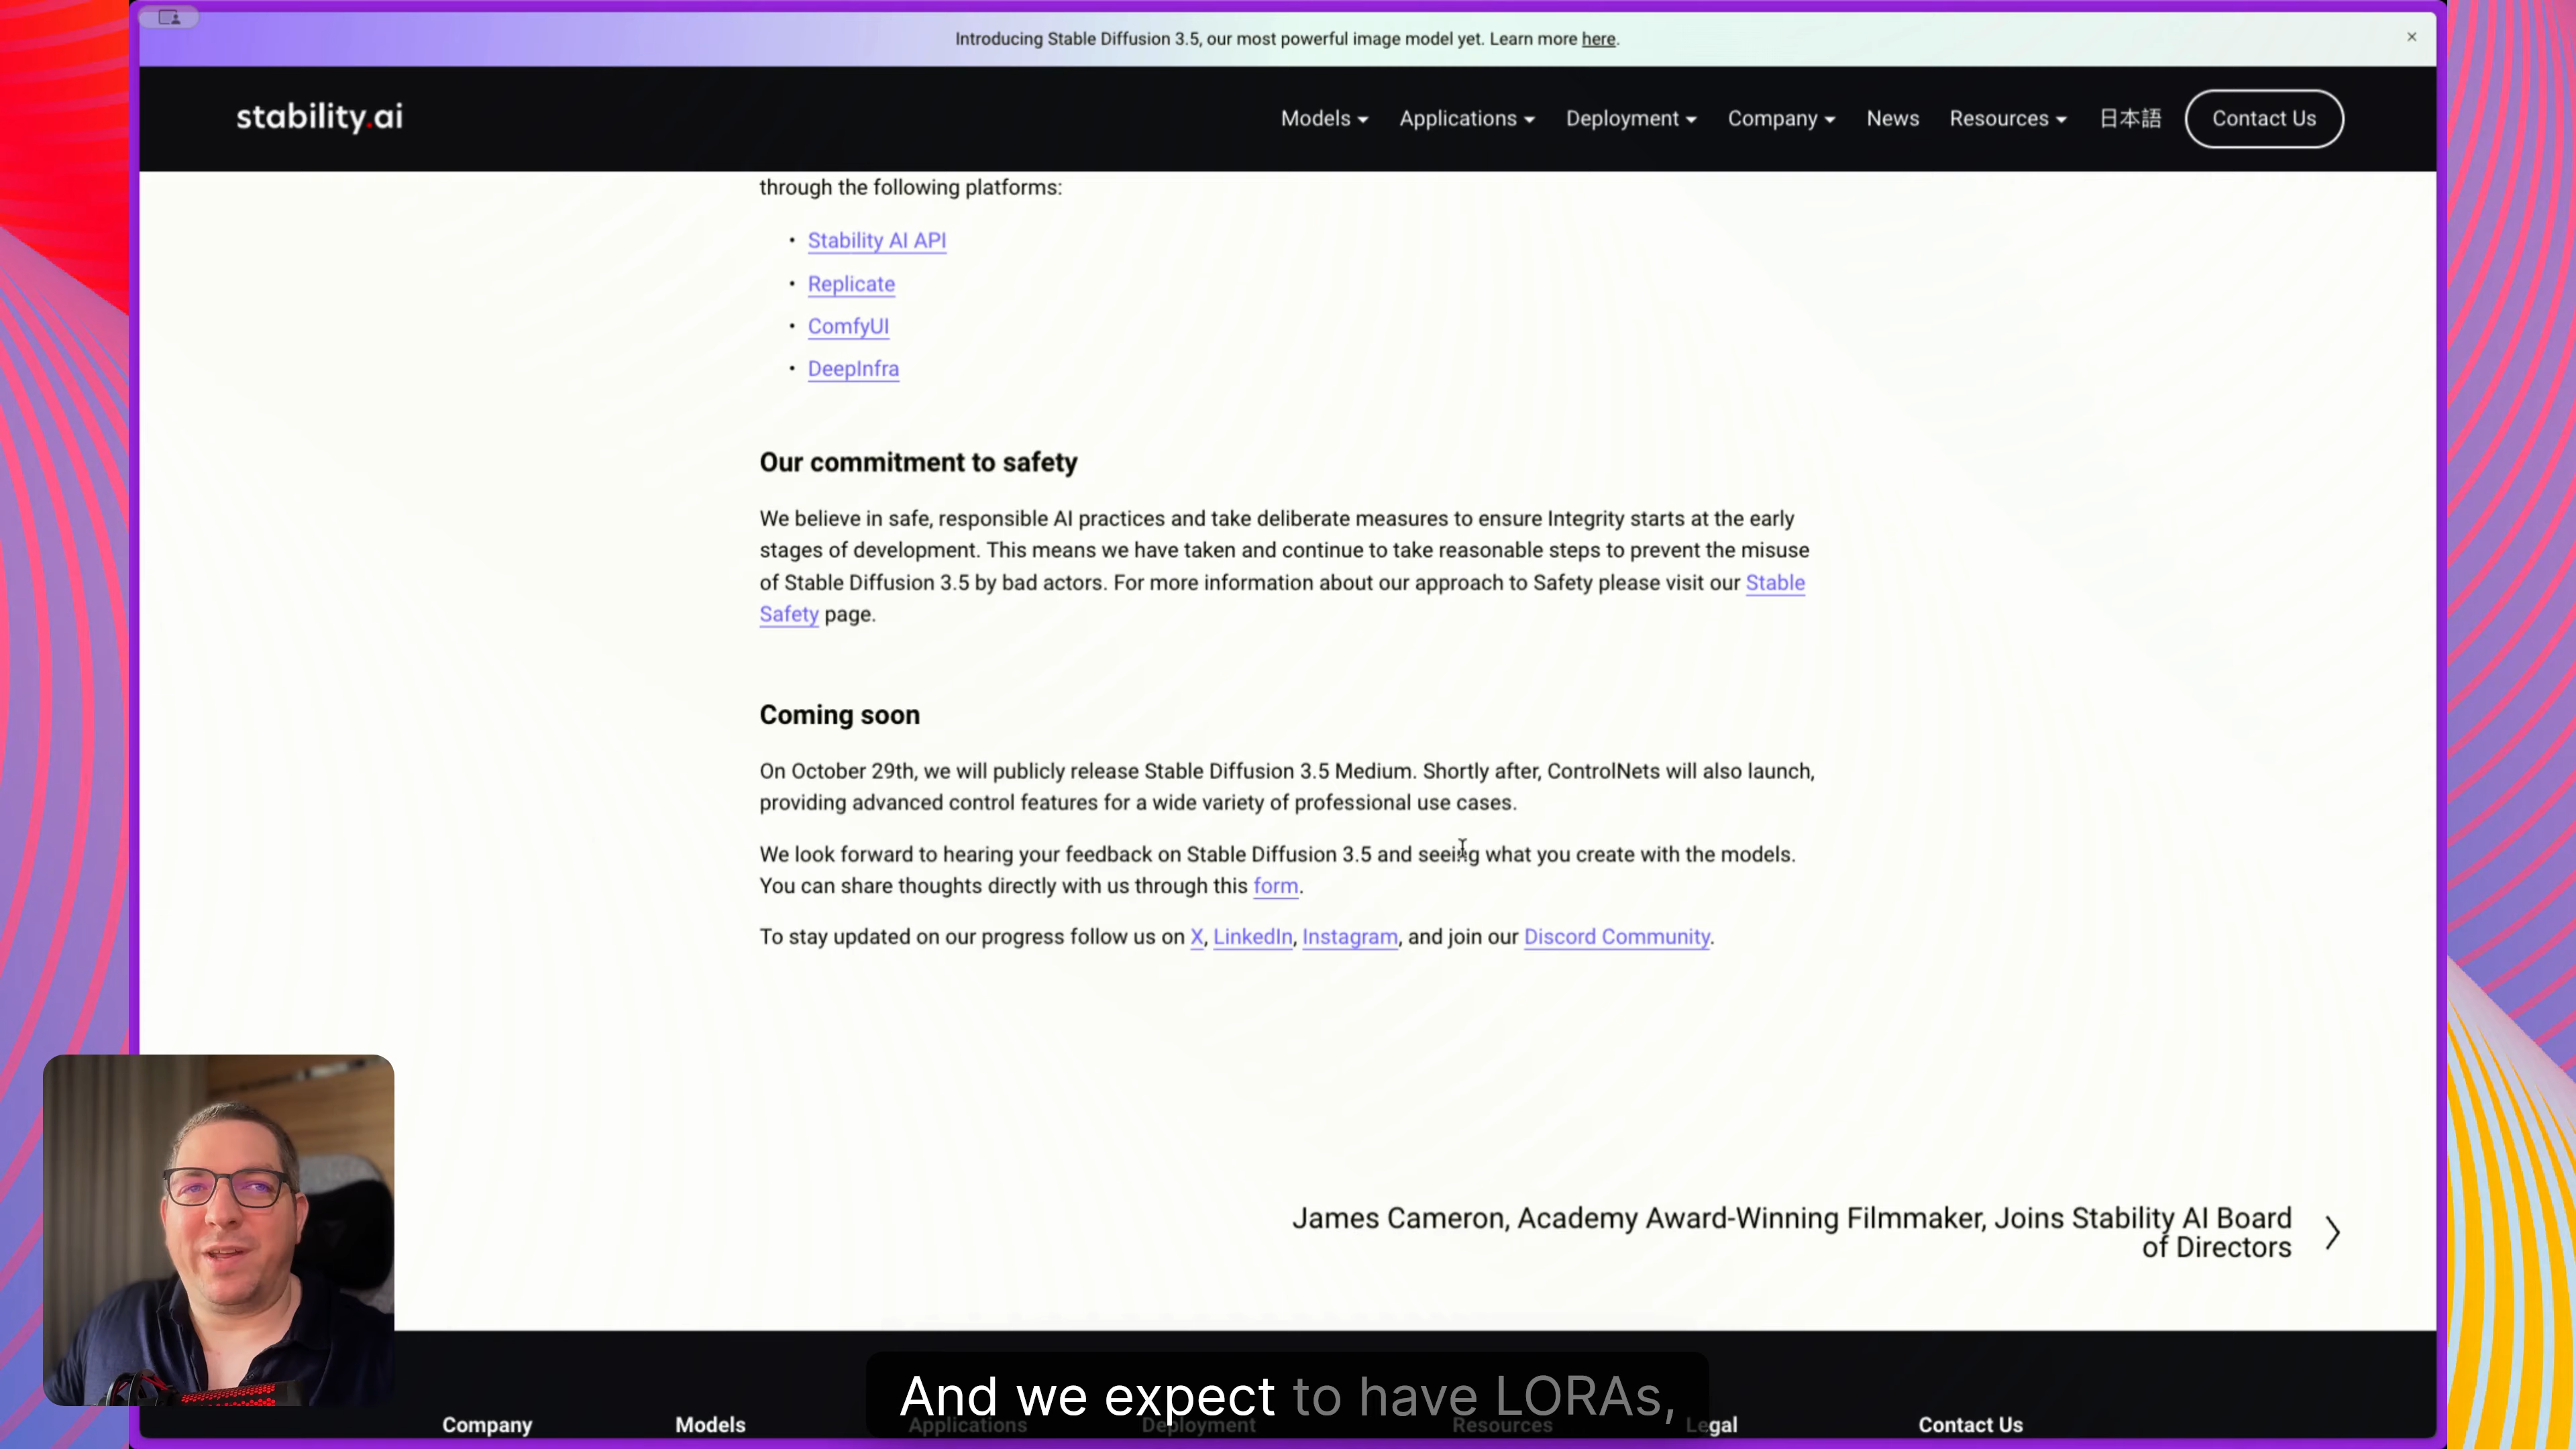 Introducing Stable Diffusion 3.5, our most powerful image model yet. Learn more here.
×
stability.ai
Models
Applications
Deployment
Company
News
Resources
日本語
Contact Us
through the following platforms:
• Stability AI API
• Replicate
• ComfyUI
• DeepInfra
Our commitment to safety
We believe in safe, responsible AI practices and take deliberate measures to ensure Integrity starts at the early
stages of development. This means we have taken and continue to take reasonable steps to prevent the misuse
of Stable Diffusion 3.5 by bad actors. For more information about our approach to Safety please visit our Stable
Safety page.
Coming soon
On October 29th, we will publicly release Stable Diffusion 3.5 Medium. Shortly after, ControlNets will also launch,
providing advanced control features for a wide variety of professional use cases.
We look forward to hearing your feedback on Stable Diffusion 3.5 and seeing what you create with the models.
You can share thoughts directly with us through this form.
To stay updated on our progress follow us on X, LinkedIn, Instagram, and join our Discord Community.
James Cameron, Academy Award-Winning Filmmaker, Joins Stability AI Board
of Directors
And we expect to have LORAs,
Company
Models
Applications
Deployment
Resources
Legal
Contact Us